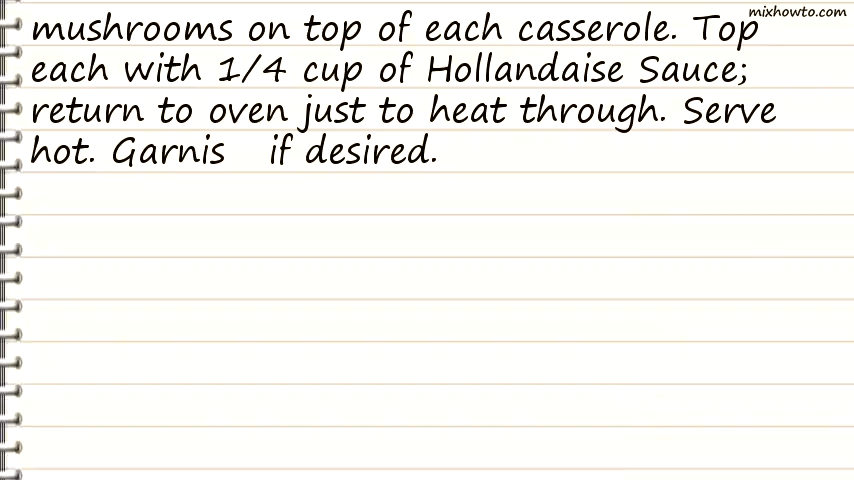 mixhowto.com
mushrooms on top of each casserole. Top
each with 1/4 cup of Hollandaise Sauce;
return to oven just to heat through. Serve
hot. Garnis if desired.